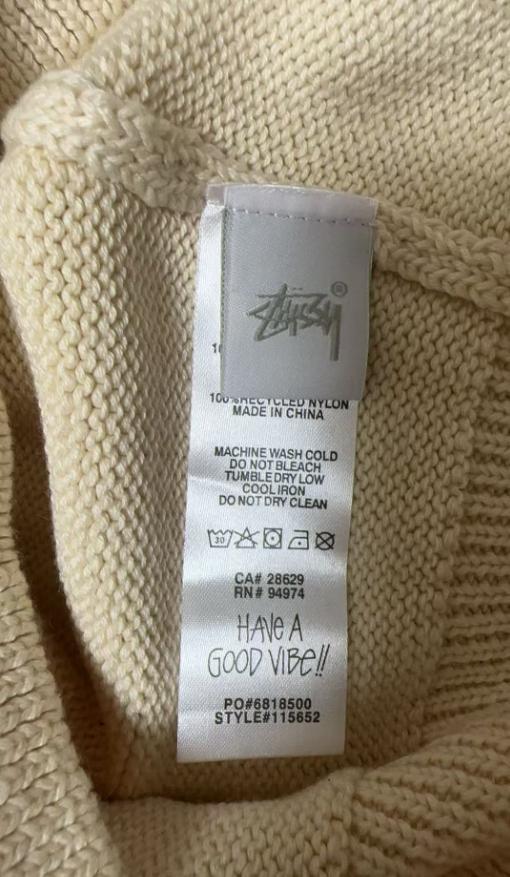 STÜSSY®
100%RECYCLED NYLON
MADE IN CHINA
MACHINE WASH COLD
DO NOT BLEACH
TUMBLE DRY LOW
COOL IRON
DO NOT DRY CLEAN
30
CA# 28629
RN# 94974
HAVE A
GOOD VIBE!!
PO#6818500
STYLE#115652